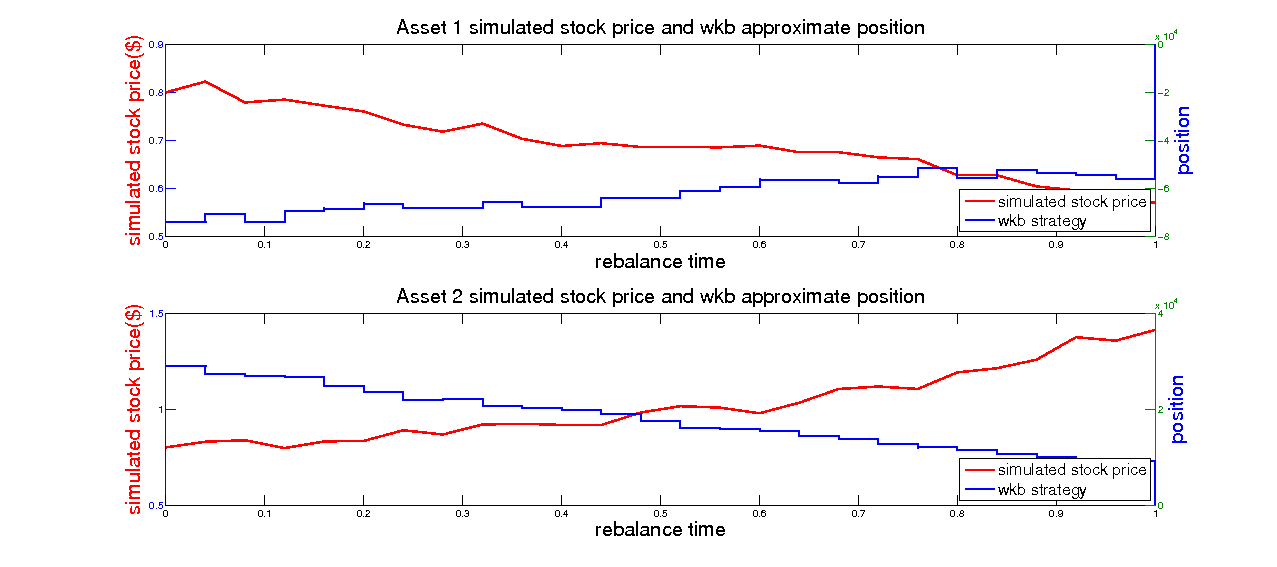 Asset 1 simulated stock price and wkb approximate position
simulated stock price($)
0.9
0.8
0.7
0.6
0.5
x 10^4
0
−2
−4
−6
−8
position
simulated stock price
wkb strategy
0 0.1 0.2 0.3 0.4 0.5 0.6 0.7 0.8 0.9 1
rebalance time
Asset 2 simulated stock price and wkb approximate position
simulated stock price($)
1.5
1
0.5
x 10^4
4
2
0
position
simulated stock price
wkb strategy
0 0.1 0.2 0.3 0.4 0.5 0.6 0.7 0.8 0.9 1
rebalance time